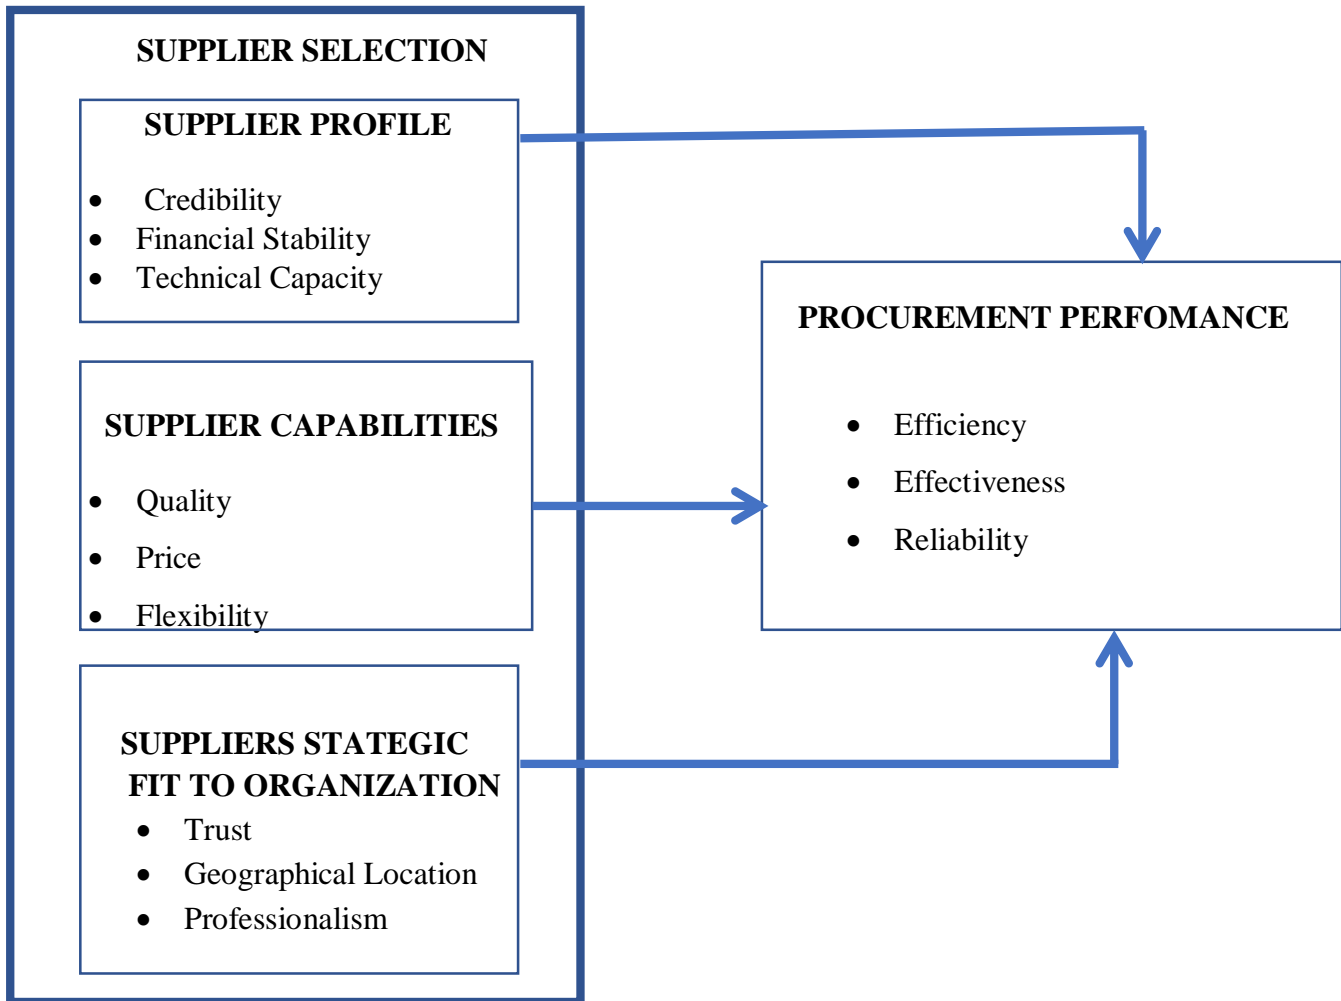 SUPPLIER SELECTION
SUPPLIER PROFILE
• Credibility
• Financial Stability
• Technical Capacity
SUPPLIER CAPABILITIES
• Quality
• Price
• Flexibility
SUPPLIERS STATEGIC
FIT TO ORGANIZATION
• Trust
• Geographical Location
• Professionalism
PROCUREMENT PERFOMANCE
• Efficiency
• Effectiveness
• Reliability